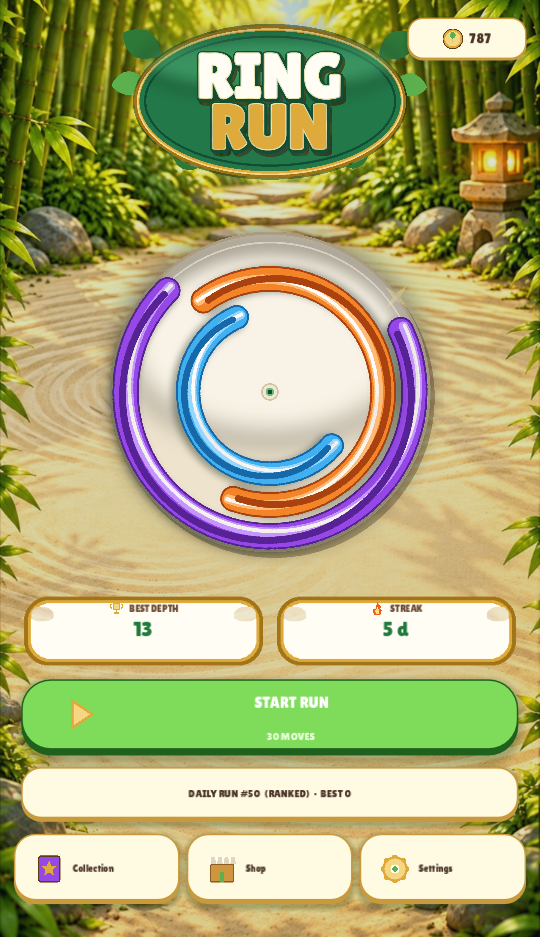 787
RING
RUN
BEST DEPTH
13
STREAK
5 d
START RUN
30 MOVES
DAILY RUN #50 (RANKED) · BEST 0
Collection
Shop
Settings